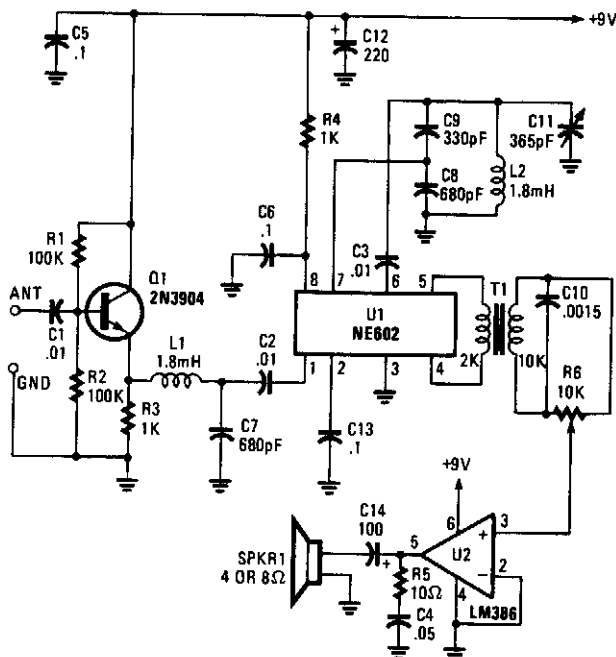 +9V
C5
.1
+
C12
220
R4
1K
C9
330pF
C11
365pF
C8
680pF
L2
1.8mH
C6
.1
C3
.01
R1
100K
Q1
2N3904
ANT
C1
.01
GND
R2
100K
R3
1K
L1
1.8mH
C2
.01
C7
680pF
8
7
6
5
U1
NE602
1
2
3
4
C13
.1
T1
2K
10K
C10
.0015
R6
10K
+9V
C14
100
+
SPKR1
4 OR 8Ω
5
6
+
3
U2
−
2
4
LM386
R5
10Ω
C4
.05